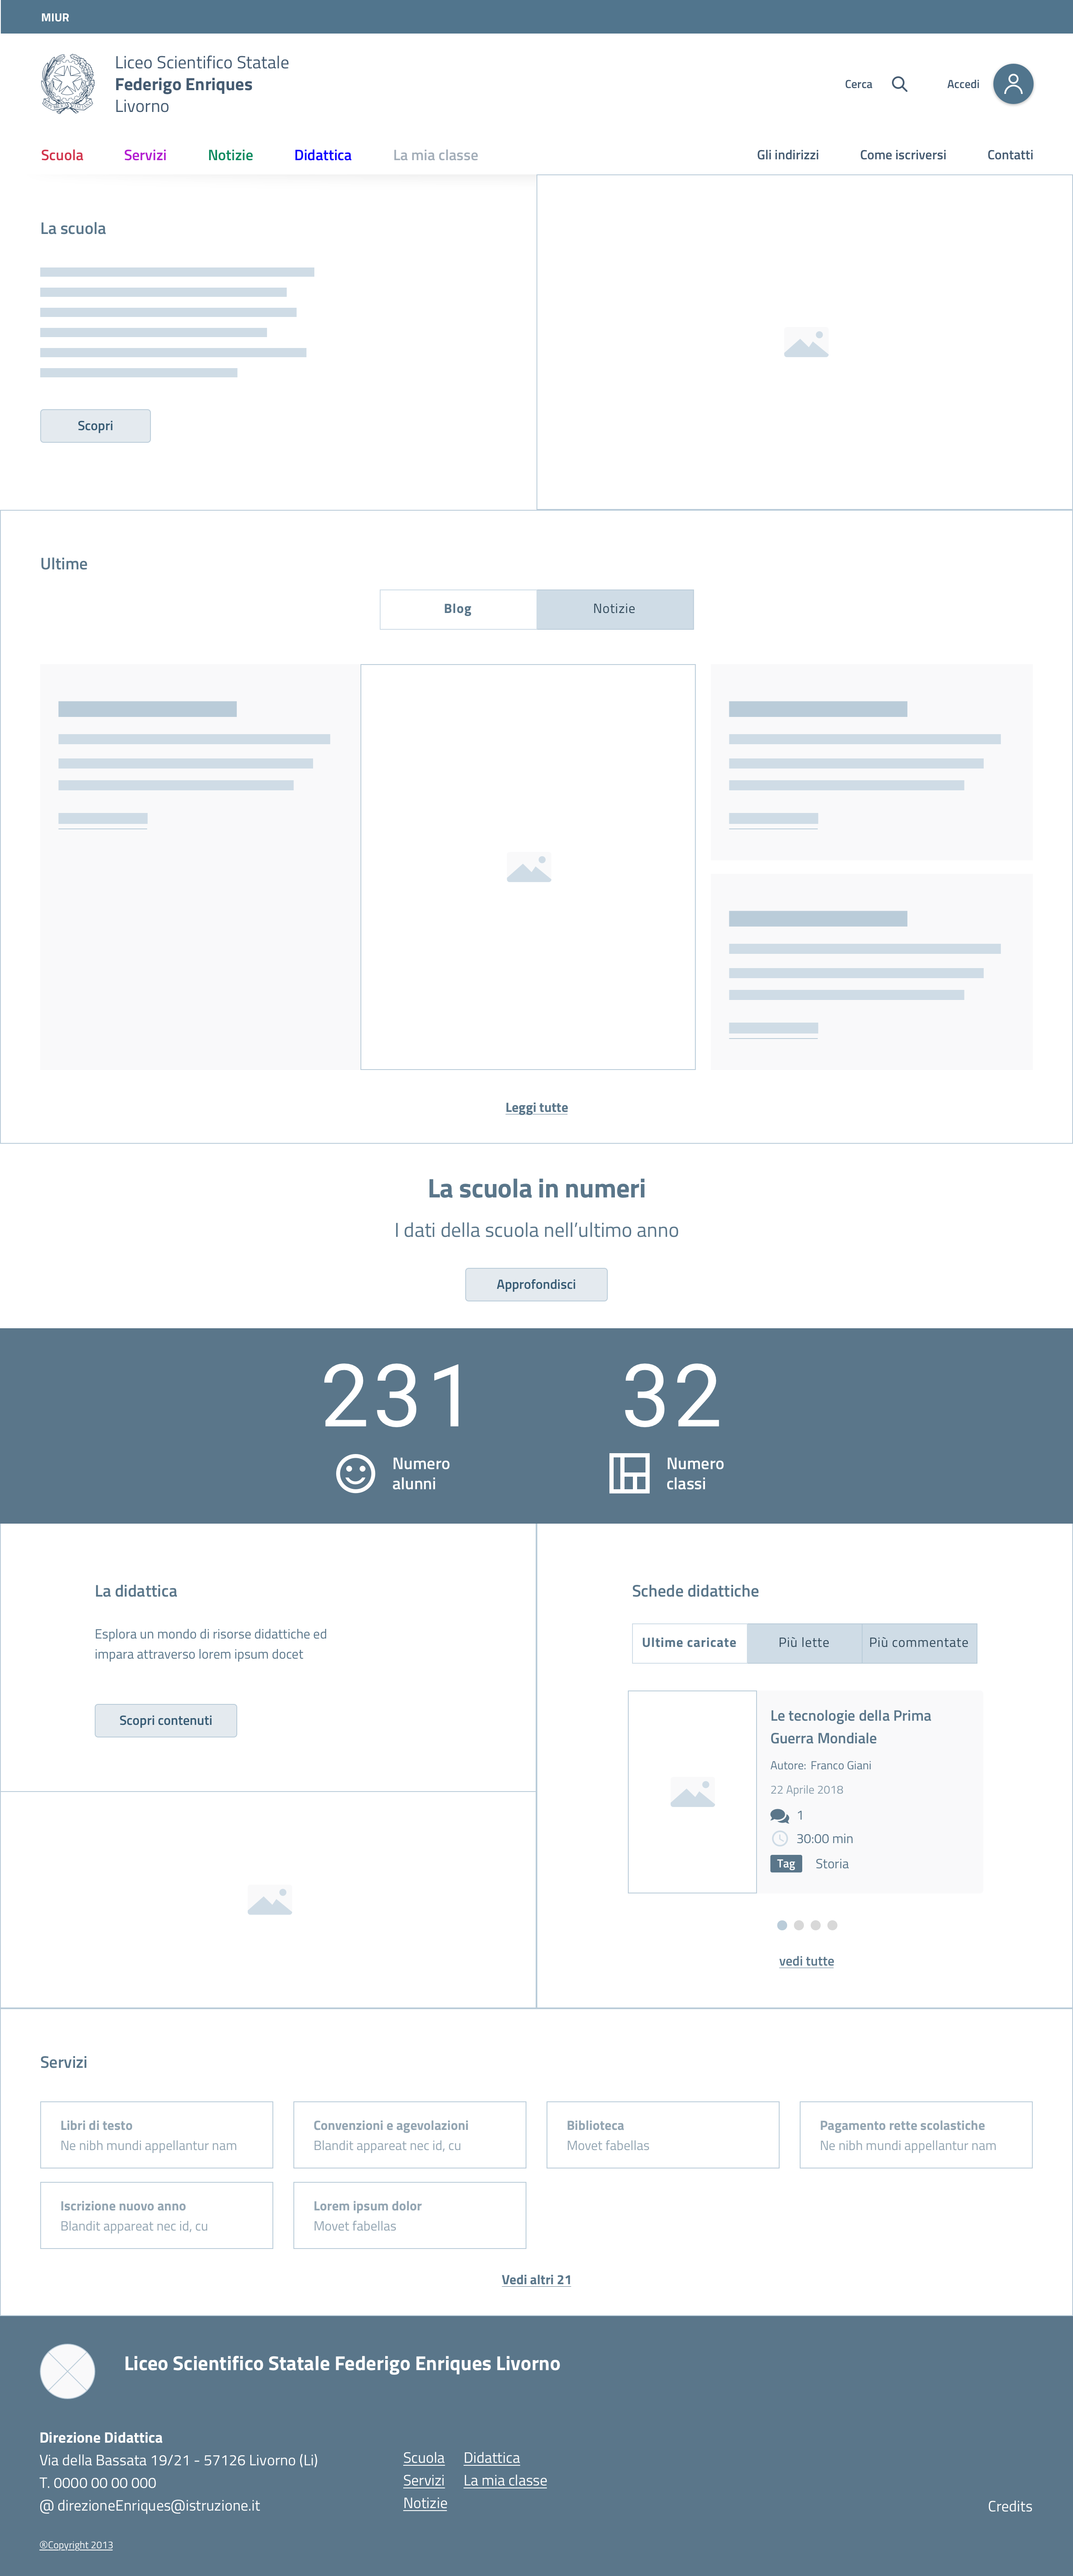 MIUR
Liceo Scientifico Statale
Federigo Enriques
Livorno
Cerca
Accedi
Scuola
Servizi
Notizie
Didattica
La mia classe
Gli indirizzi
Come iscriversi
Contatti
La scuola
Scopri
Ultime
Blog
Notizie
Leggi tutte
La scuola in numeri
I dati della scuola nell’ultimo anno
Approfondisci
231
Numero
alunni
32
Numero
classi
La didattica
Esplora un mondo di risorse didattiche ed
impara attraverso lorem ipsum docet
Scopri contenuti
Schede didattiche
Ultime caricate
Più lette
Più commentate
Le tecnologie della Prima
Guerra Mondiale
Autore: Franco Giani
22 Aprile 2018
1
30:00 min
Tag
Storia
vedi tutte
Servizi
Libri di testo
Ne nibh mundi appellantur nam
Convenzioni e agevolazioni
Blandit appareat nec id, cu
Biblioteca
Movet fabellas
Pagamento rette scolastiche
Ne nibh mundi appellantur nam
Iscrizione nuovo anno
Blandit appareat nec id, cu
Lorem ipsum dolor
Movet fabellas
Vedi altri 21
Liceo Scientifico Statale Federigo Enriques Livorno
Direzione Didattica
Via della Bassata 19/21 - 57126 Livorno (Li)
T. 0000 00 00 000
@ direzioneEnriques@istruzione.it
Scuola
Servizi
Notizie
Didattica
La mia classe
Credits
®Copyright 2013